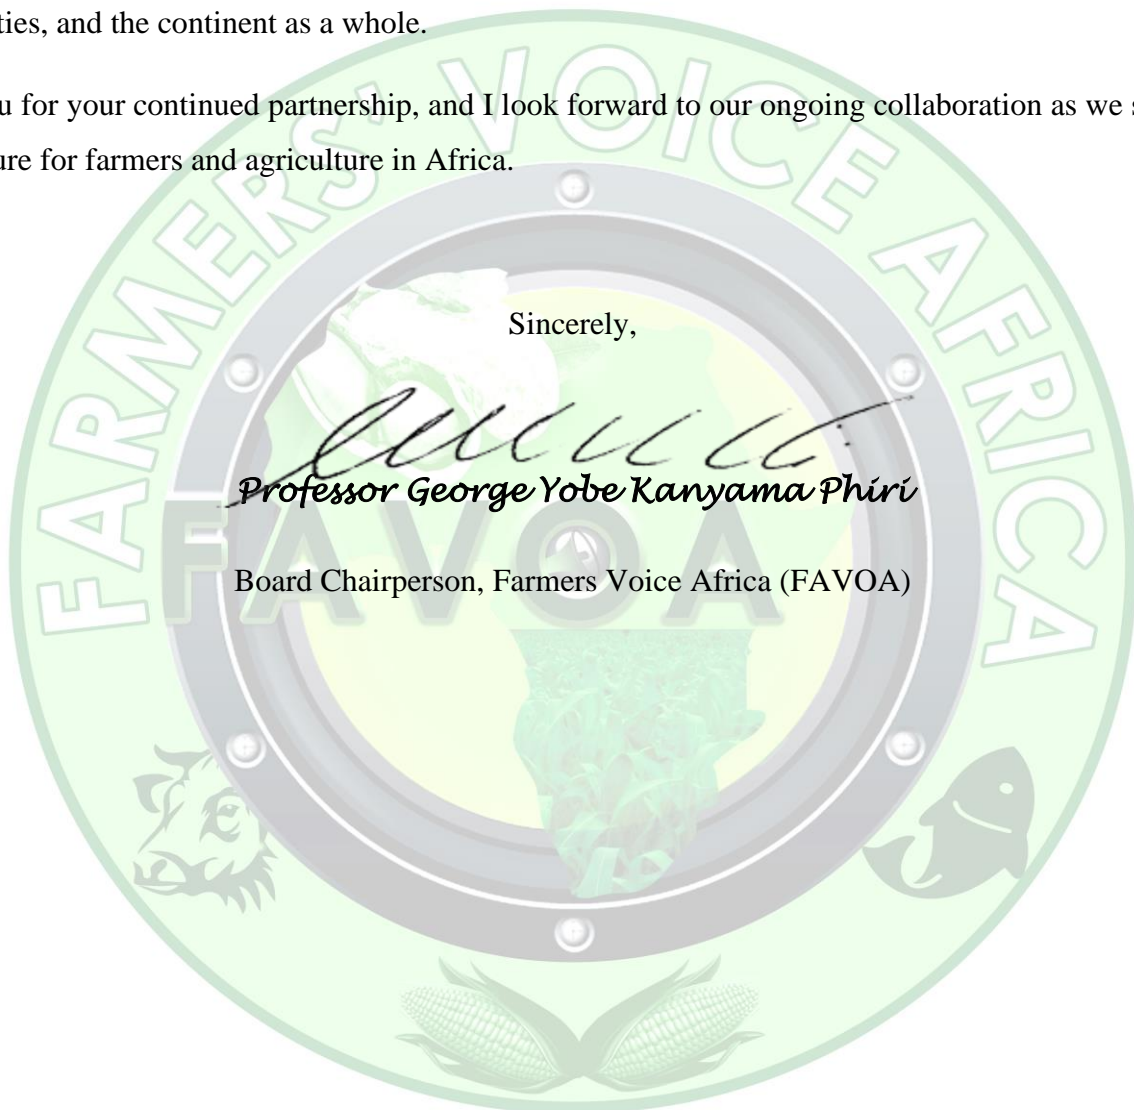 ties, and the continent as a whole.
u for your continued partnership, and I look forward to our ongoing collaboration as we s
ure for farmers and agriculture in Africa.
Sincerely,
Professor George Yobe Kanyama Phiri
Board Chairperson, Farmers Voice Africa (FAVOA)
FARMERS' VOICE AFRICA
FAVOA